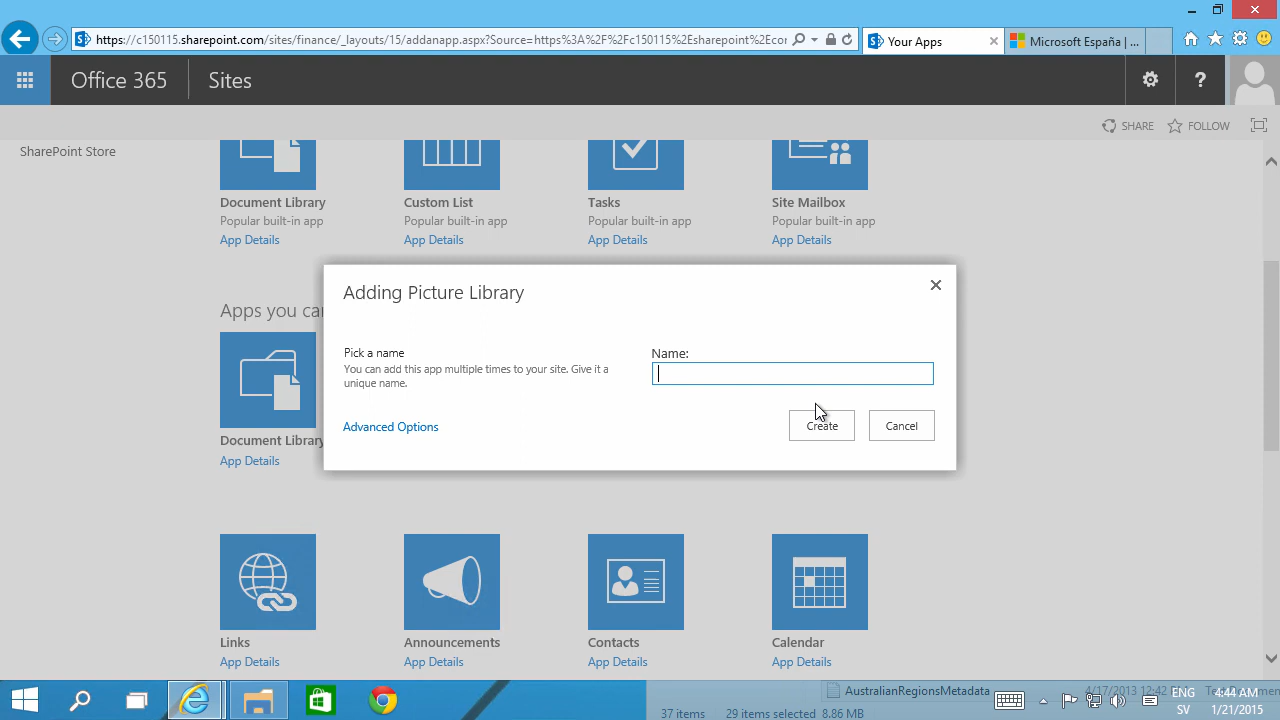 https://c150115.sharepoint.com/sites/finance/_layouts/15/addanapp.aspx?Source=https%3A%2F%2Fc150115%2Esharepoint%2Ecor
Your Apps
Microsoft España | ...
Office 365
Sites
?
SHARE
FOLLOW
SharePoint Store
Document Library
Custom List
Tasks
Site Mailbox
Popular built-in app
Popular built-in app
Popular built-in app
Popular built-in app
App Details
App Details
App Details
App Details
Apps you ca
Document Library
App Details
Adding Picture Library
Pick a name
You can add this app multiple times to your site. Give it a
unique name.
Name:
Advanced Options
Create
Cancel
Links
Announcements
Contacts
Calendar
App Details
App Details
App Details
App Details
AustralianRegionsMetadata
4/17/2013 12:42
37 items
29 items selected 8.86 MB
ENG
SV
4:44 AM
1/21/2015